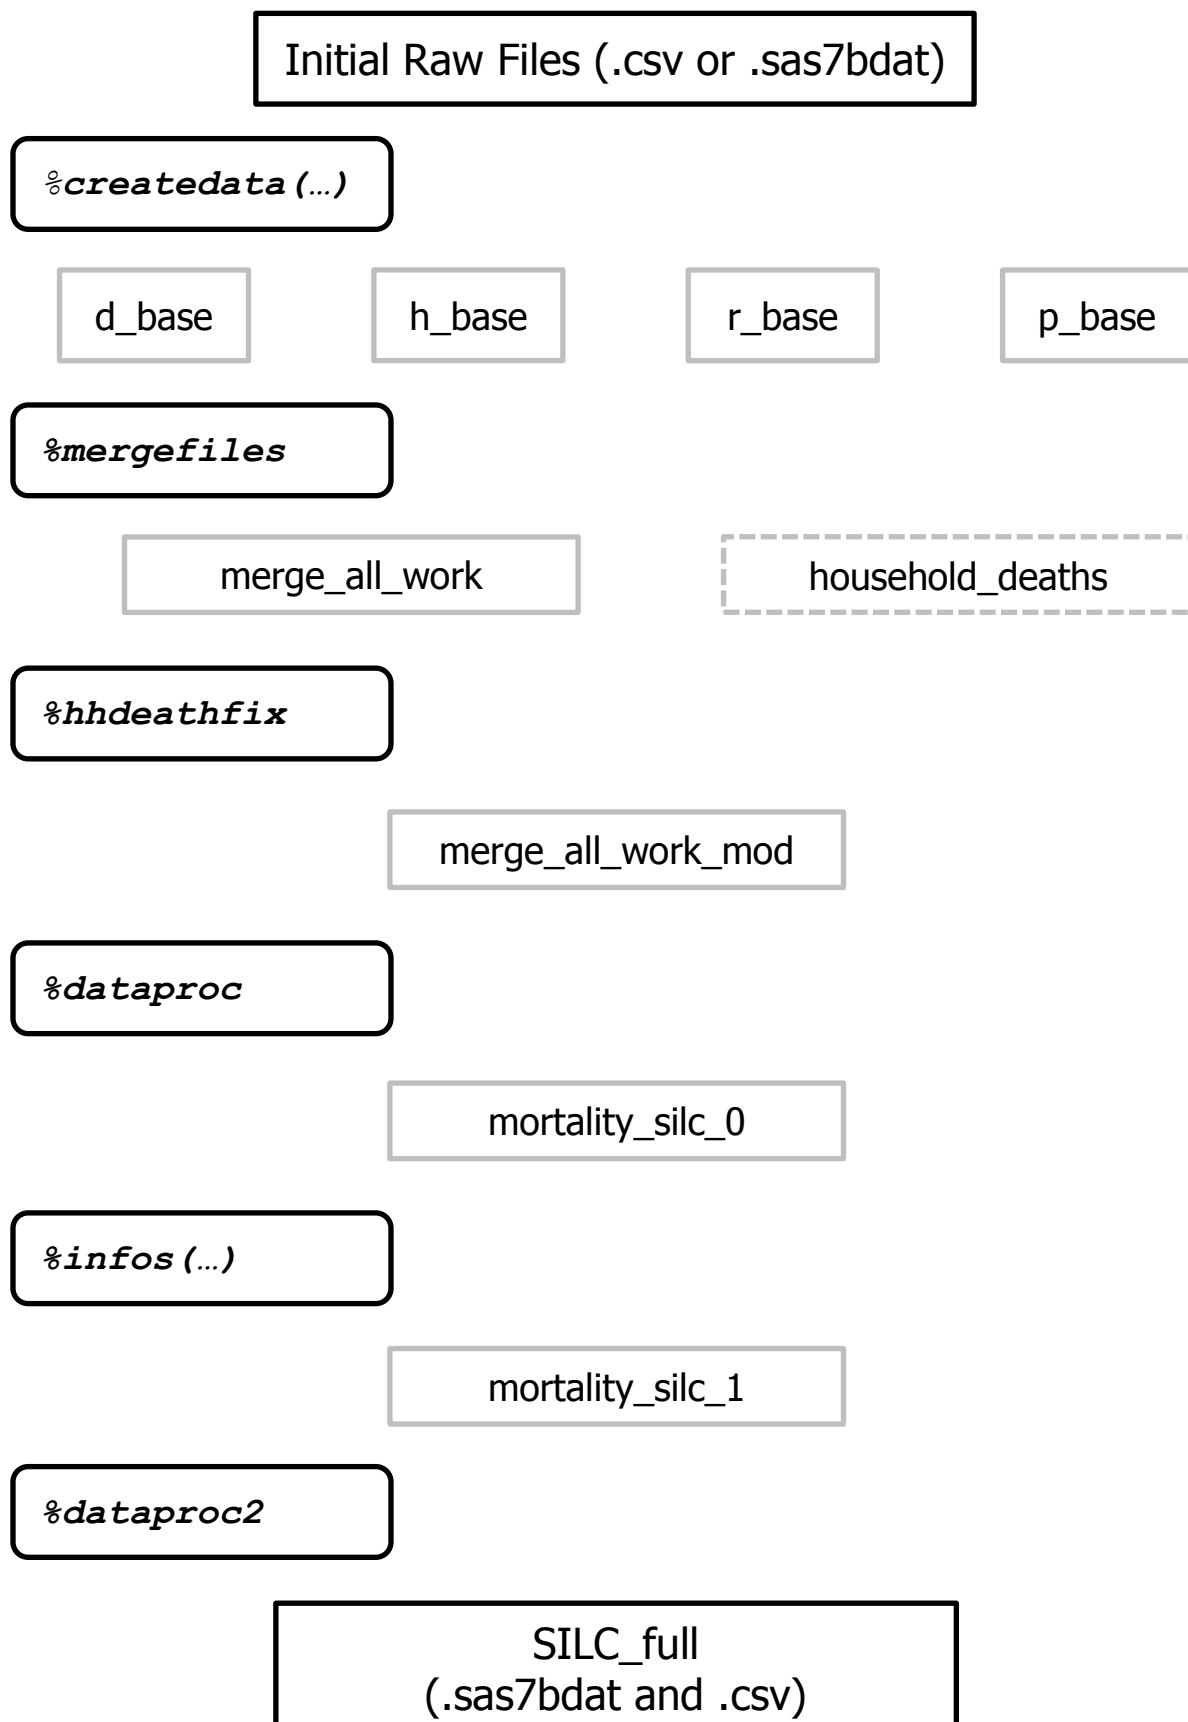 Initial Raw Files (.csv or .sas7bdat)
%createdata(…)
d_base h_base r_base p_base
%mergefiles
merge_all_work household_deaths
%hhdeathfix
merge_all_work_mod
%dataproc
mortality_silc_0
%infos(…)
mortality_silc_1
%dataproc2
SILC_full
(.sas7bdat and .csv)